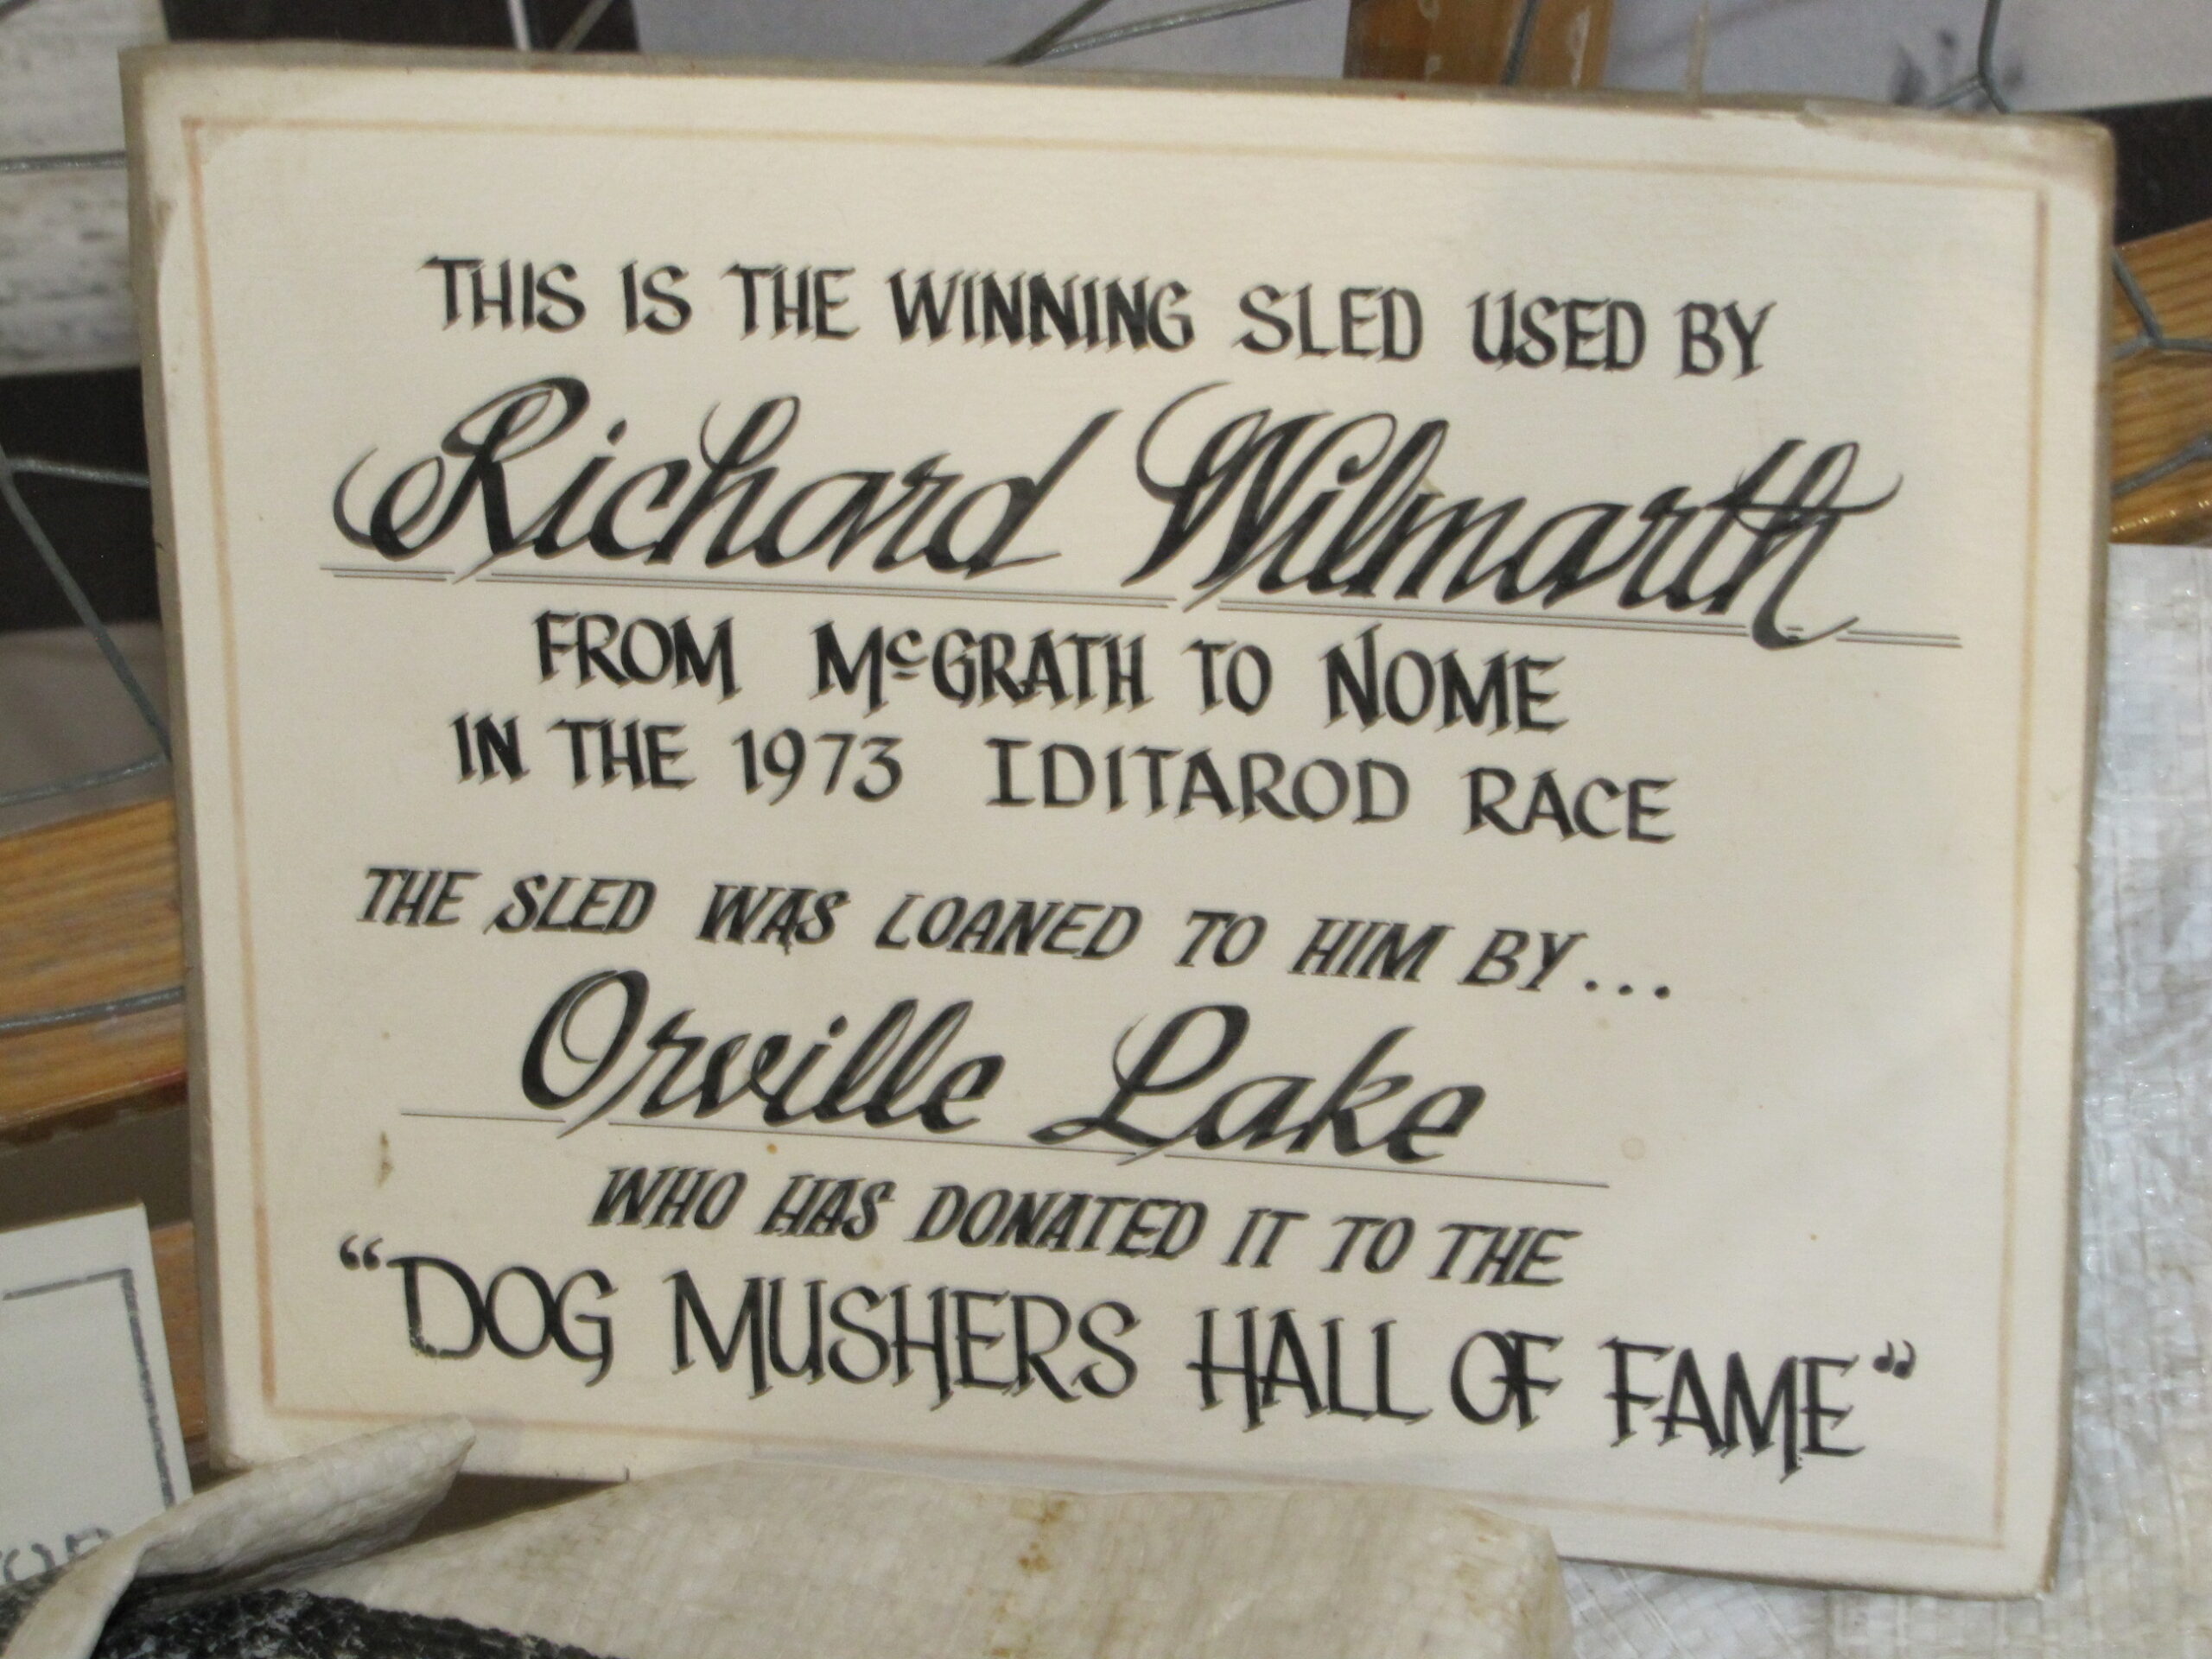 THIS IS THE WINNING SLED USED BY
Richard Wilmarth
FROM McGRATH TO NOME
IN THE 1973 IDITAROD RACE
THE SLED WAS LOANED TO HIM BY...
Orville Lake
WHO HAS DONATED IT TO THE
“DOG MUSHERS HALL OF FAME”